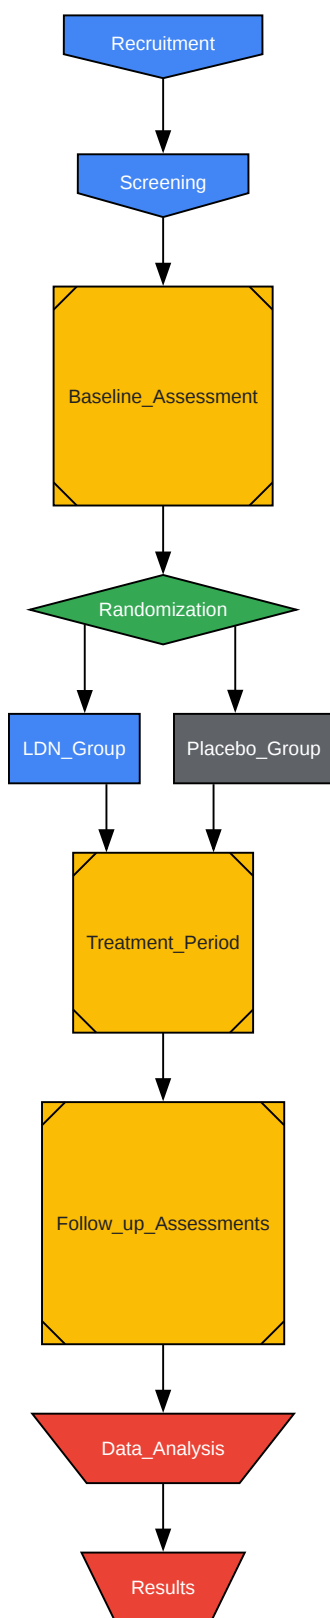 Recruitment
Screening
Baseline_Assessment
Randomization
LDN_Group
Placebo_Group
Treatment_Period
Follow_up_Assessments
Data_Analysis
Results